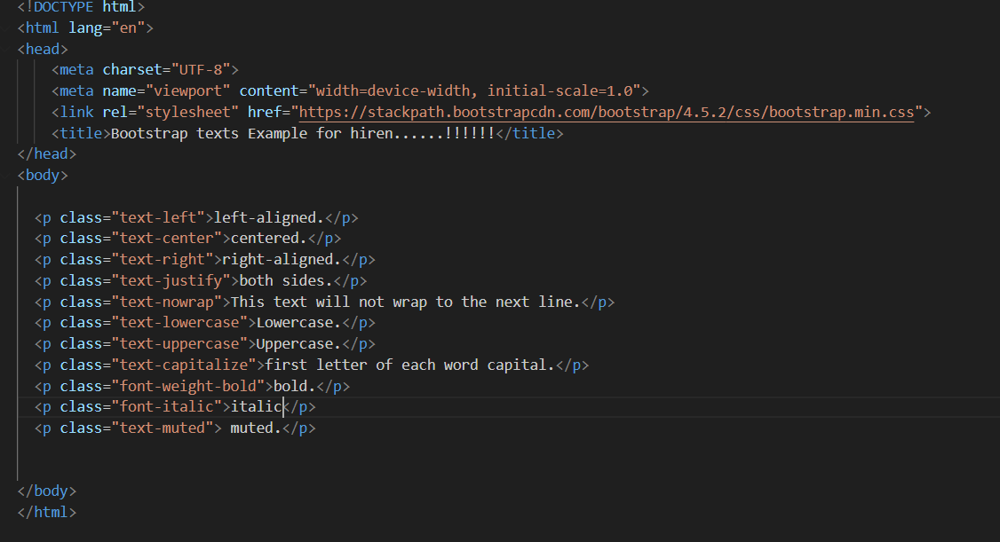 <!DOCTYPE html>
<html lang="en">
<head>
    <meta charset="UTF-8">
    <meta name="viewport" content="width=device-width, initial-scale=1.0">
    <link rel="stylesheet" href="https://stackpath.bootstrapcdn.com/bootstrap/4.5.2/css/bootstrap.min.css">
    <title>Bootstrap texts Example for hiren......!!!!!!</title>
</head>
<body>
  <p class="text-left">left-aligned.</p>
  <p class="text-center">centered.</p>
  <p class="text-right">right-aligned.</p>
  <p class="text-justify">both sides.</p>
  <p class="text-nowrap">This text will not wrap to the next line.</p>
  <p class="text-lowercase">Lowercase.</p>
  <p class="text-uppercase">Uppercase.</p>
  <p class="text-capitalize">first letter of each word capital.</p>
  <p class="font-weight-bold">bold.</p>
  <p class="font-italic">italic</p>
  <p class="text-muted"> muted.</p>
</body>
</html>